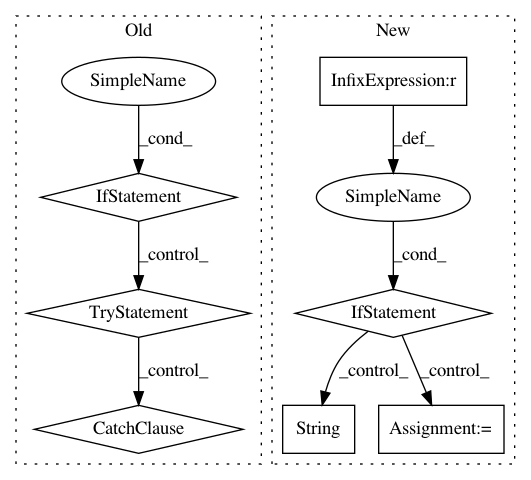 Old
New
SimpleName
InfixExpression:r
_cond_
_def_
IfStatement
SimpleName
_control_
_cond_
TryStatement
IfStatement
_control_
_control_
_control_
CatchClause
String
Assignment:=